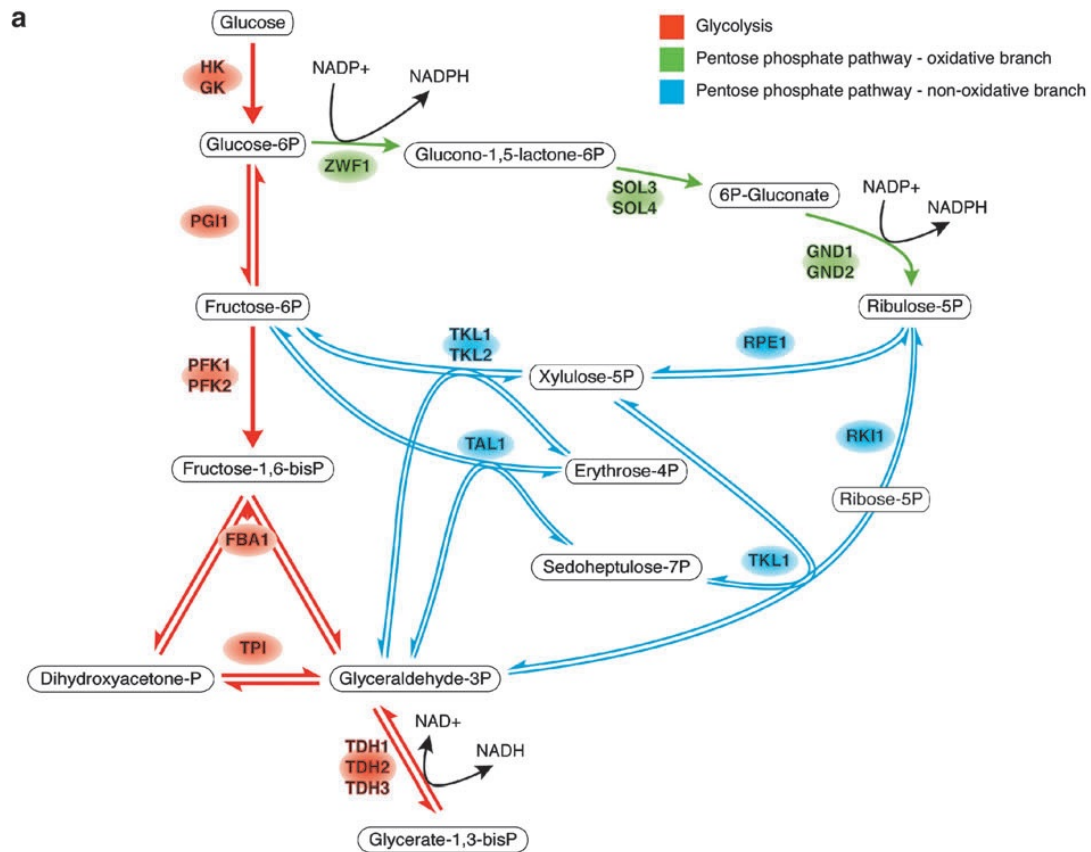 a
Glucose
Glycolysis
Pentose phosphate pathway - oxidative branch
Pentose phosphate pathway - non-oxidative branch
HK
GK
NADP+
NADPH
Glucose-6P
ZWF1
Glucono-1,5-lactone-6P
SOL3
SOL4
6P-Gluconate
NADP+
NADPH
PGI1
GND1
GND2
Fructose-6P
Ribulose-5P
TKL1
TKL2
RPE1
PFK1
PFK2
Xylulose-5P
TAL1
RKI1
Fructose-1,6-bisP
Erythrose-4P
Ribose-5P
FBA1
Sedoheptulose-7P
TKL1
TPI
Dihydroxyacetone-P
Glyceraldehyde-3P
NAD+
NADH
TDH1
TDH2
TDH3
Glycerate-1,3-bisP